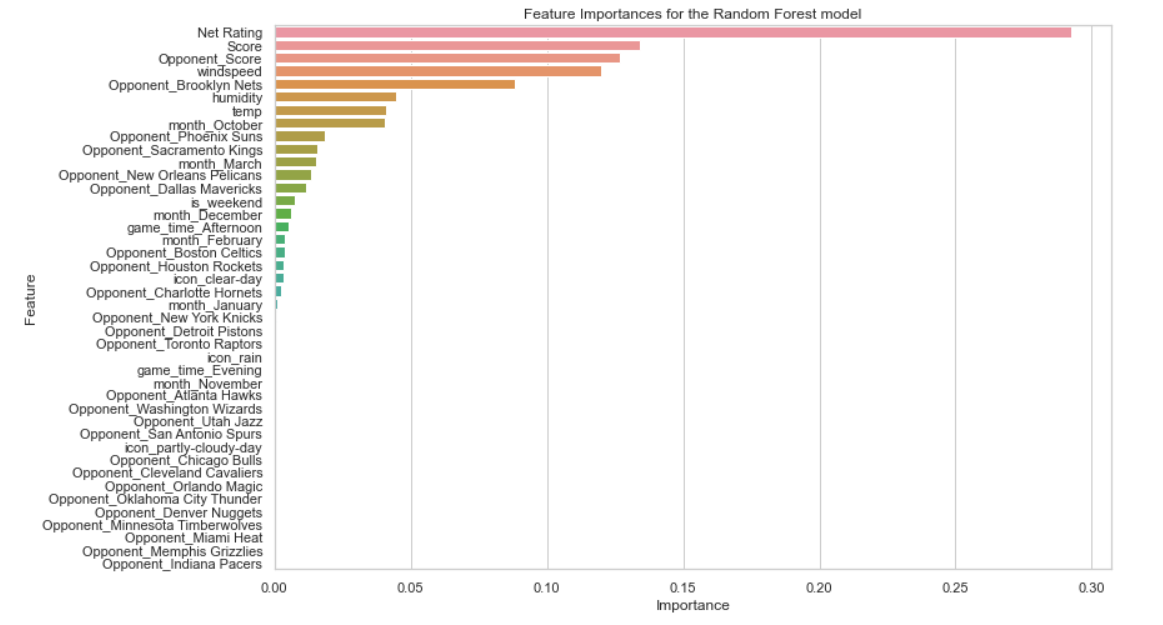 Feature Importances for the Random Forest model
Net Rating
Score
Opponent_Score
windspeed
Opponent_Brooklyn Nets
humidity
temp
month_October
Opponent_Phoenix Suns
Opponent_Sacramento Kings
month_March
Opponent_New Orleans Pelicans
Opponent_Dallas Mavericks
is_weekend
month_December
game_time_Afternoon
month_February
Opponent_Boston Celtics
Opponent_Houston Rockets
icon_clear-day
Opponent_Charlotte Hornets
month_January
Opponent_New York Knicks
Opponent_Detroit Pistons
Opponent_Toronto Raptors
icon_rain
game_time_Evening
month_November
Opponent_Atlanta Hawks
Opponent_Washington Wizards
Opponent_Utah Jazz
Opponent_San Antonio Spurs
icon_partly-cloudy-day
Opponent_Chicago Bulls
Opponent_Cleveland Cavaliers
Opponent_Orlando Magic
Opponent_Oklahoma City Thunder
Opponent_Denver Nuggets
Opponent_Minnesota Timberwolves
Opponent_Miami Heat
Opponent_Memphis Grizzlies
Opponent_Indiana Pacers
Feature
0.00 0.05 0.10 0.15 0.20 0.25 0.30
Importance